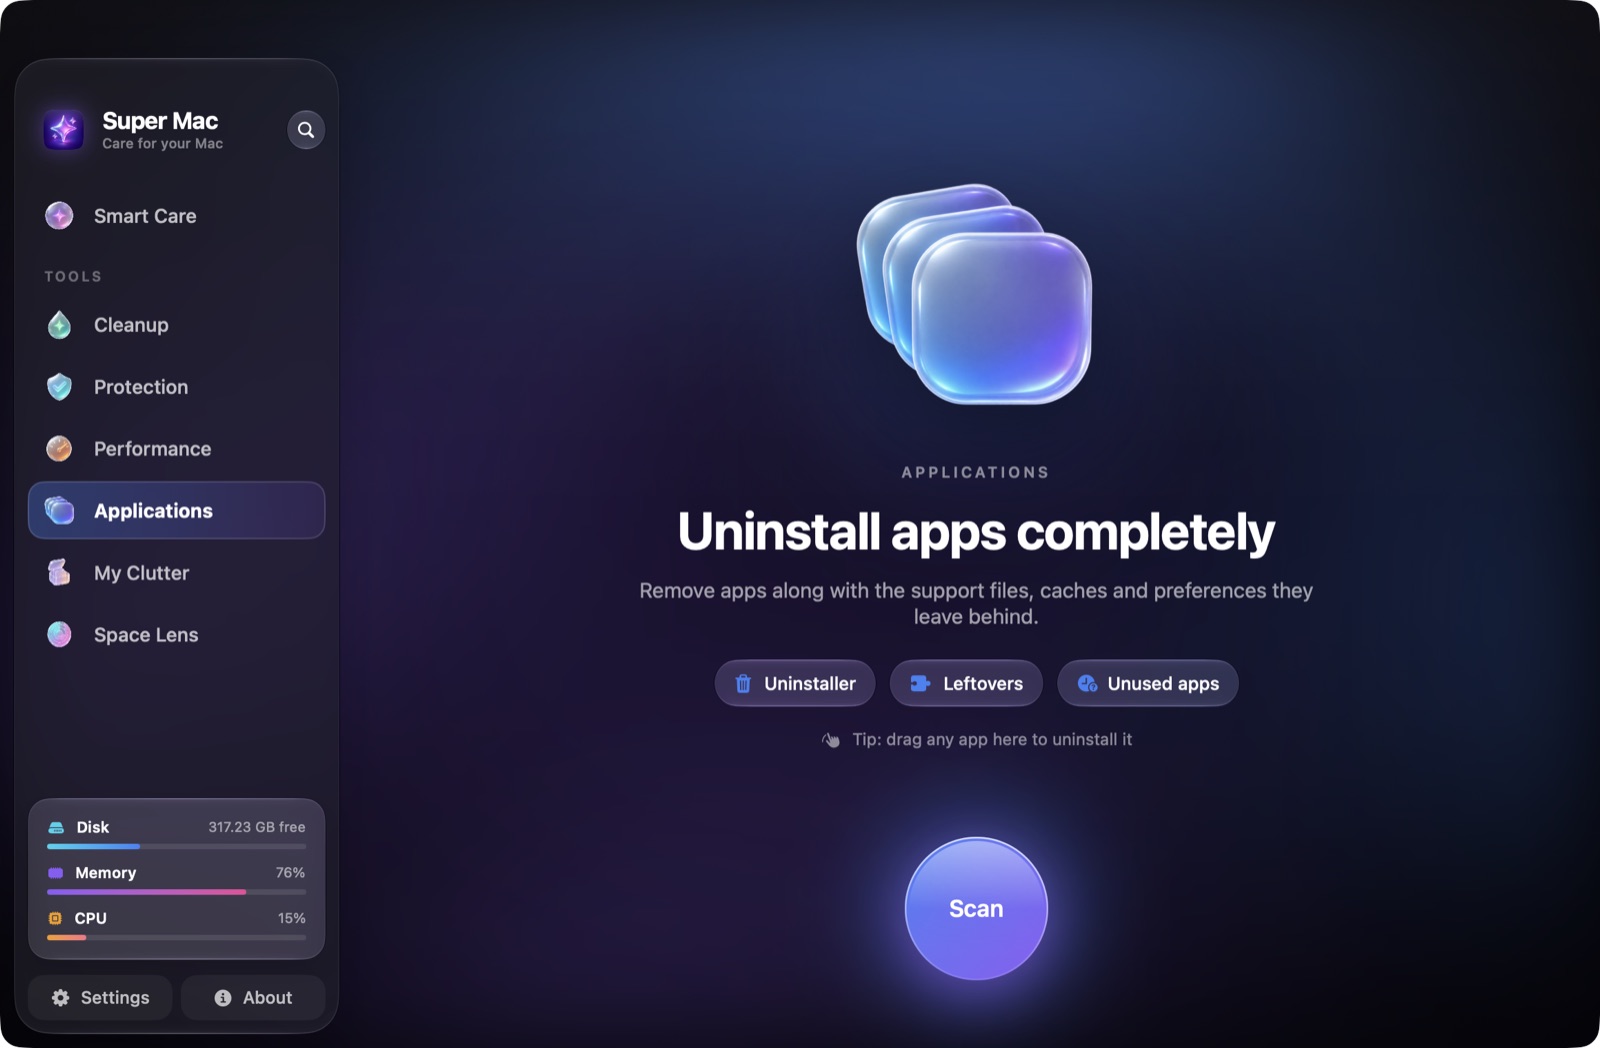 Super Mac
Care for your Mac
Smart Care
TOOLS
Cleanup
Protection
Performance
Applications
My Clutter
Space Lens
Disk 317.23 GB free
Memory 76%
CPU 15%
Settings About
APPLICATIONS
Uninstall apps completely
Remove apps along with the support files, caches and preferences they
leave behind.
Uninstaller Leftovers Unused apps
Tip: drag any app here to uninstall it
Scan